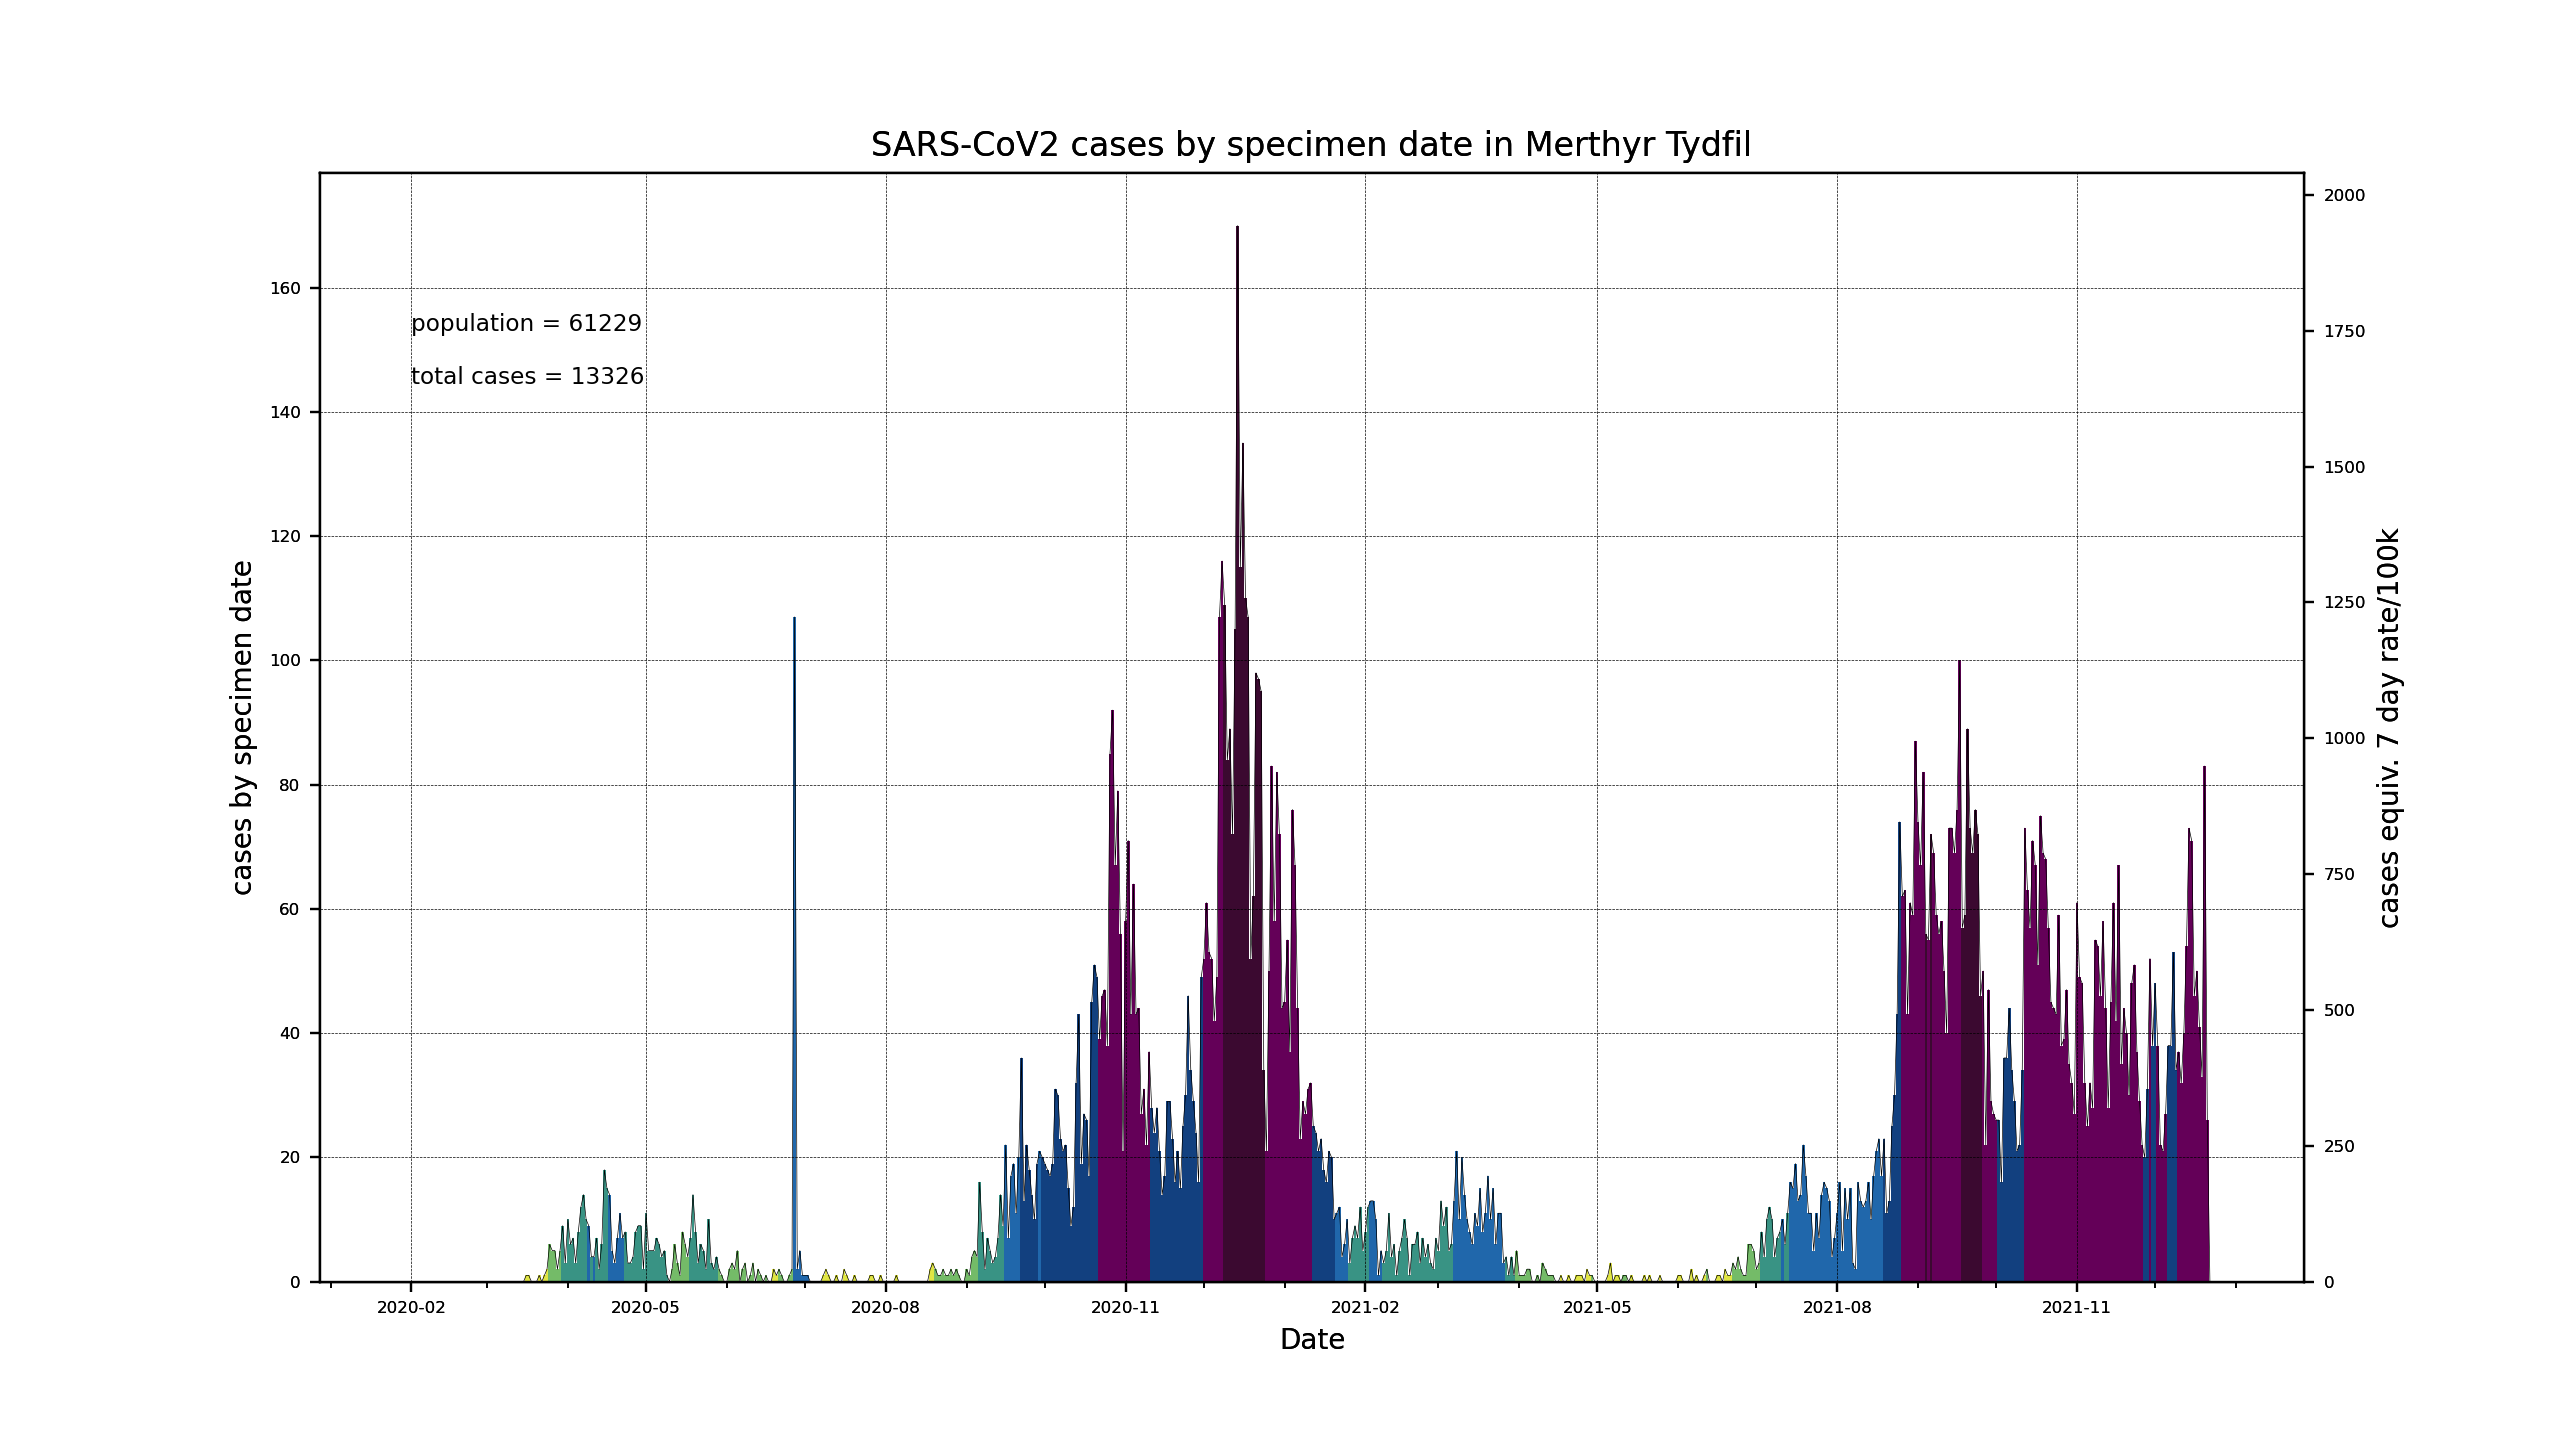 SARS-CoV2 cases by specimen date in Merthyr Tydfil
population = 61229
total cases = 13326
cases by specimen date
160
140
120
100
80
60
40
20
0
2000
1750
1500
1250
1000
750
500
250
0
cases equiv. 7 day rate/100k
2020-02 2020-05 2020-08 2020-11 2021-02 2021-05 2021-08 2021-11
Date